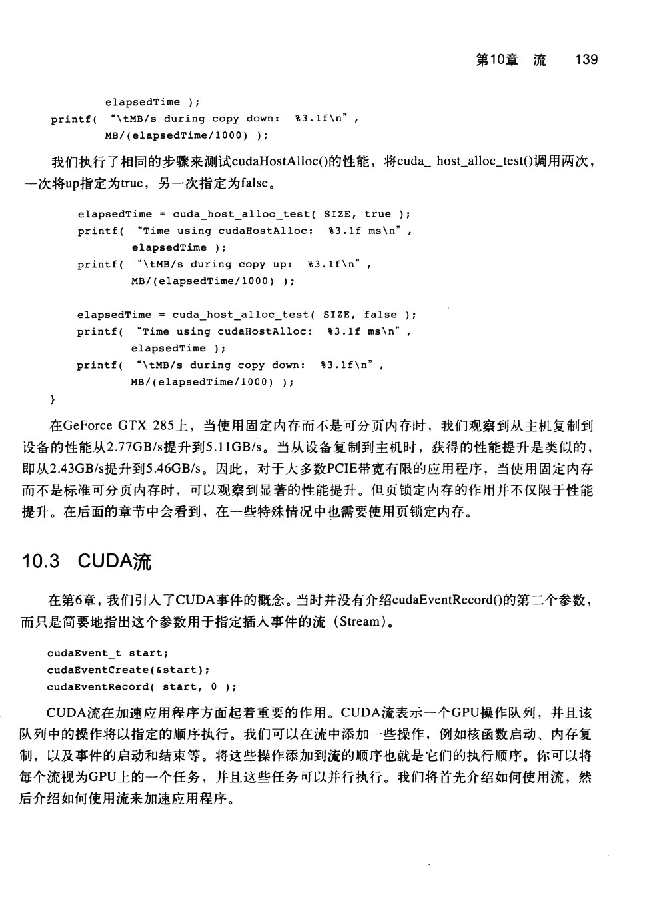 第10章 流 139
elapsedTime );
printf( "\tMB/s during copy down: %3.1f\n" ,
MB/(elapsedTime/1000) );
我们执行了相同的步骤来测试cudaHostAlloc()的性能，将cuda_ host_alloc_test()调用两次，
一次将up指定为true，另一次指定为false。
elapsedTime = cuda_host_alloc_test( SIZE, true );
printf( "Time using cudaHostAlloc: %3.1f ms\n" ,
elapsedTime );
printf( "\tMB/s during copy up: %3.1f\n" ,
MB/(elapsedTime/1000) );
elapsedTime = cuda_host_alloc_test( SIZE, false );
printf( "Time using cudaHostAlloc: %3.1f ms\n" ,
elapsedTime );
printf( "\tMB/s during copy down: %3.1f\n" ,
MB/(elapsedTime/1000) );
}
在GeForce GTX 285上，当使用固定内存而不是可分页内存时，我们观察到从主机复制到
设备的性能从2.77GB/s提升到5.11GB/s。当从设备复制到主机时，获得的性能提升是类似的，
即从2.43GB/s提升到5.46GB/s。因此，对于大多数PCIE带宽有限的应用程序，当使用固定内存
而不是标准可分页内存时，可以观察到显著的性能提升。但页锁定内存的作用并不仅限于性能
提升。在后面的章节中会看到，在一些特殊情况中也需要使用页锁定内存。
10.3 CUDA流
在第6章，我们引入了CUDA事件的概念。当时并没有介绍cudaEventRecord()的第二个参数，
而只是简要地指出这个参数用于指定插入事件的流（Stream）。
cudaEvent_t start;
cudaEventCreate(&start);
cudaEventRecord( start, 0 );
CUDA流在加速应用程序方面起着重要的作用。CUDA流表示一个GPU操作队列，并且该
队列中的操作将以指定的顺序执行。我们可以在流中添加一些操作，例如核函数启动、内存复
制，以及事件的启动和结束等。将这些操作添加到流的顺序也就是它们的执行顺序。你可以将
每个流视为GPU上的一个任务，并且这些任务可以并行执行。我们将首先介绍如何使用流，然
后介绍如何使用流来加速应用程序。